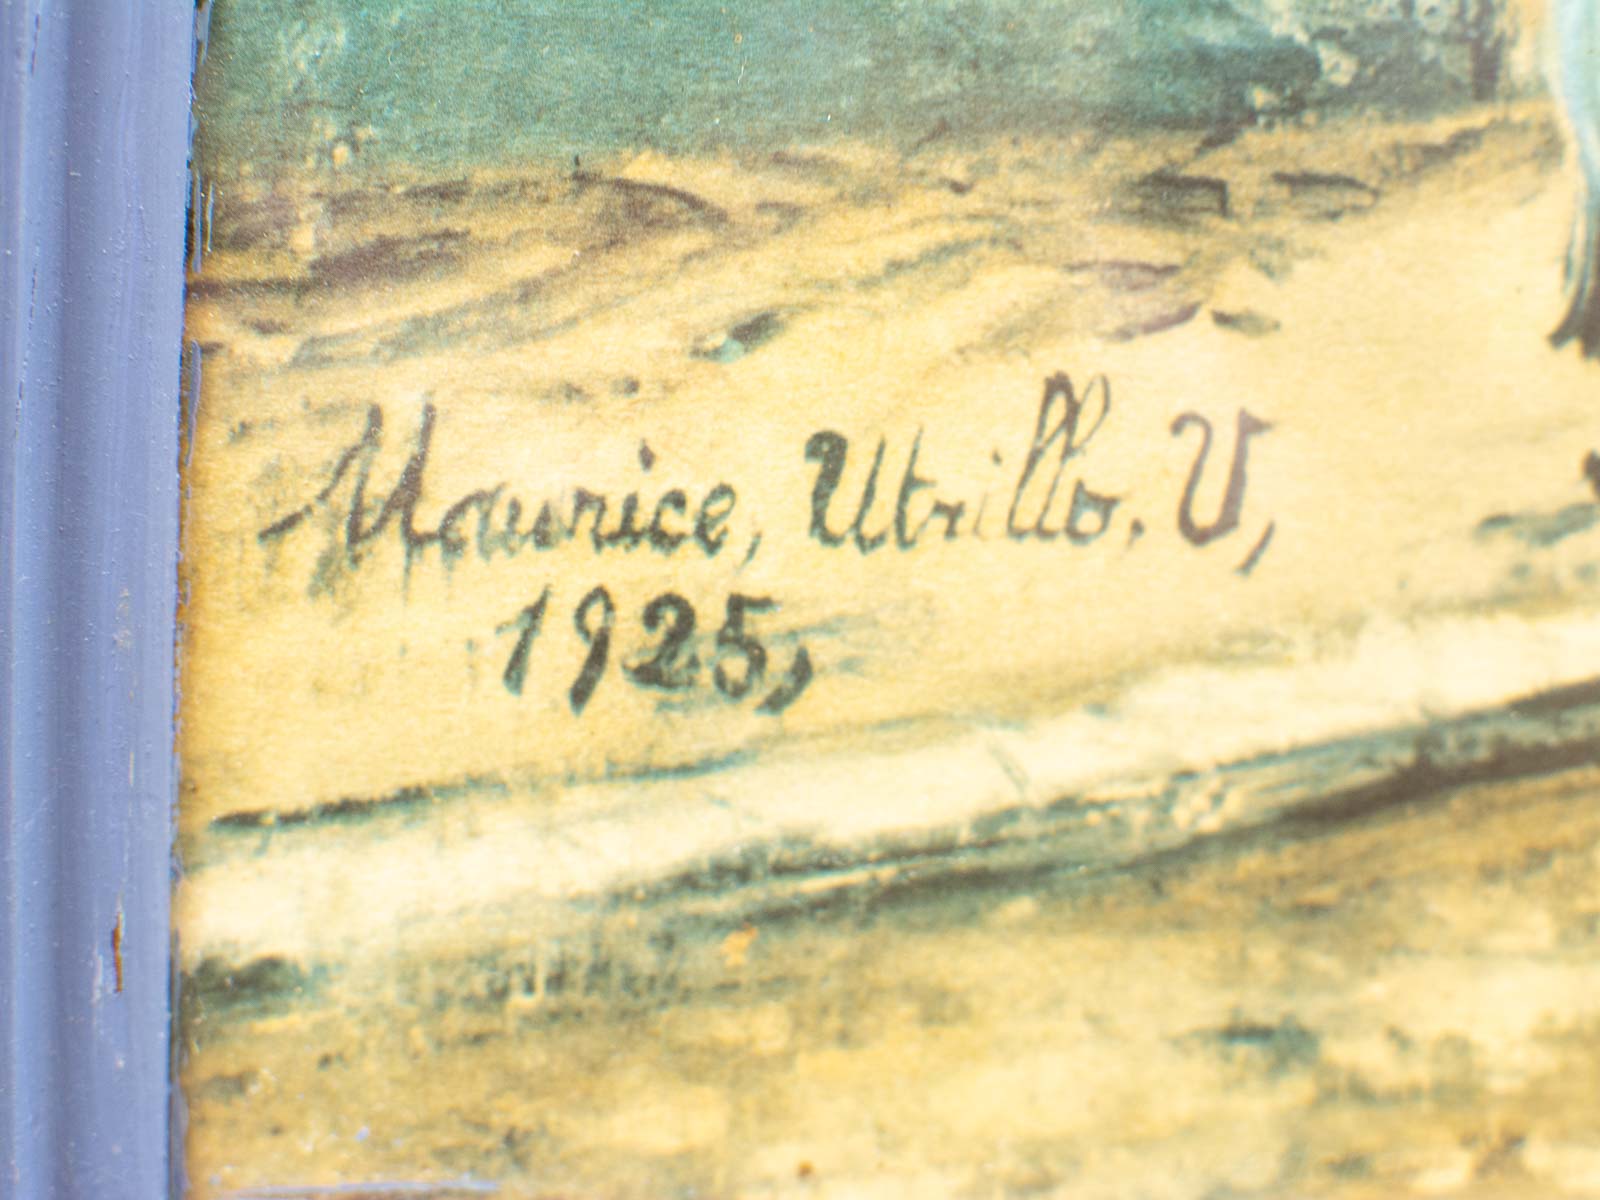 Maurice, Utrillo. V,
1925,